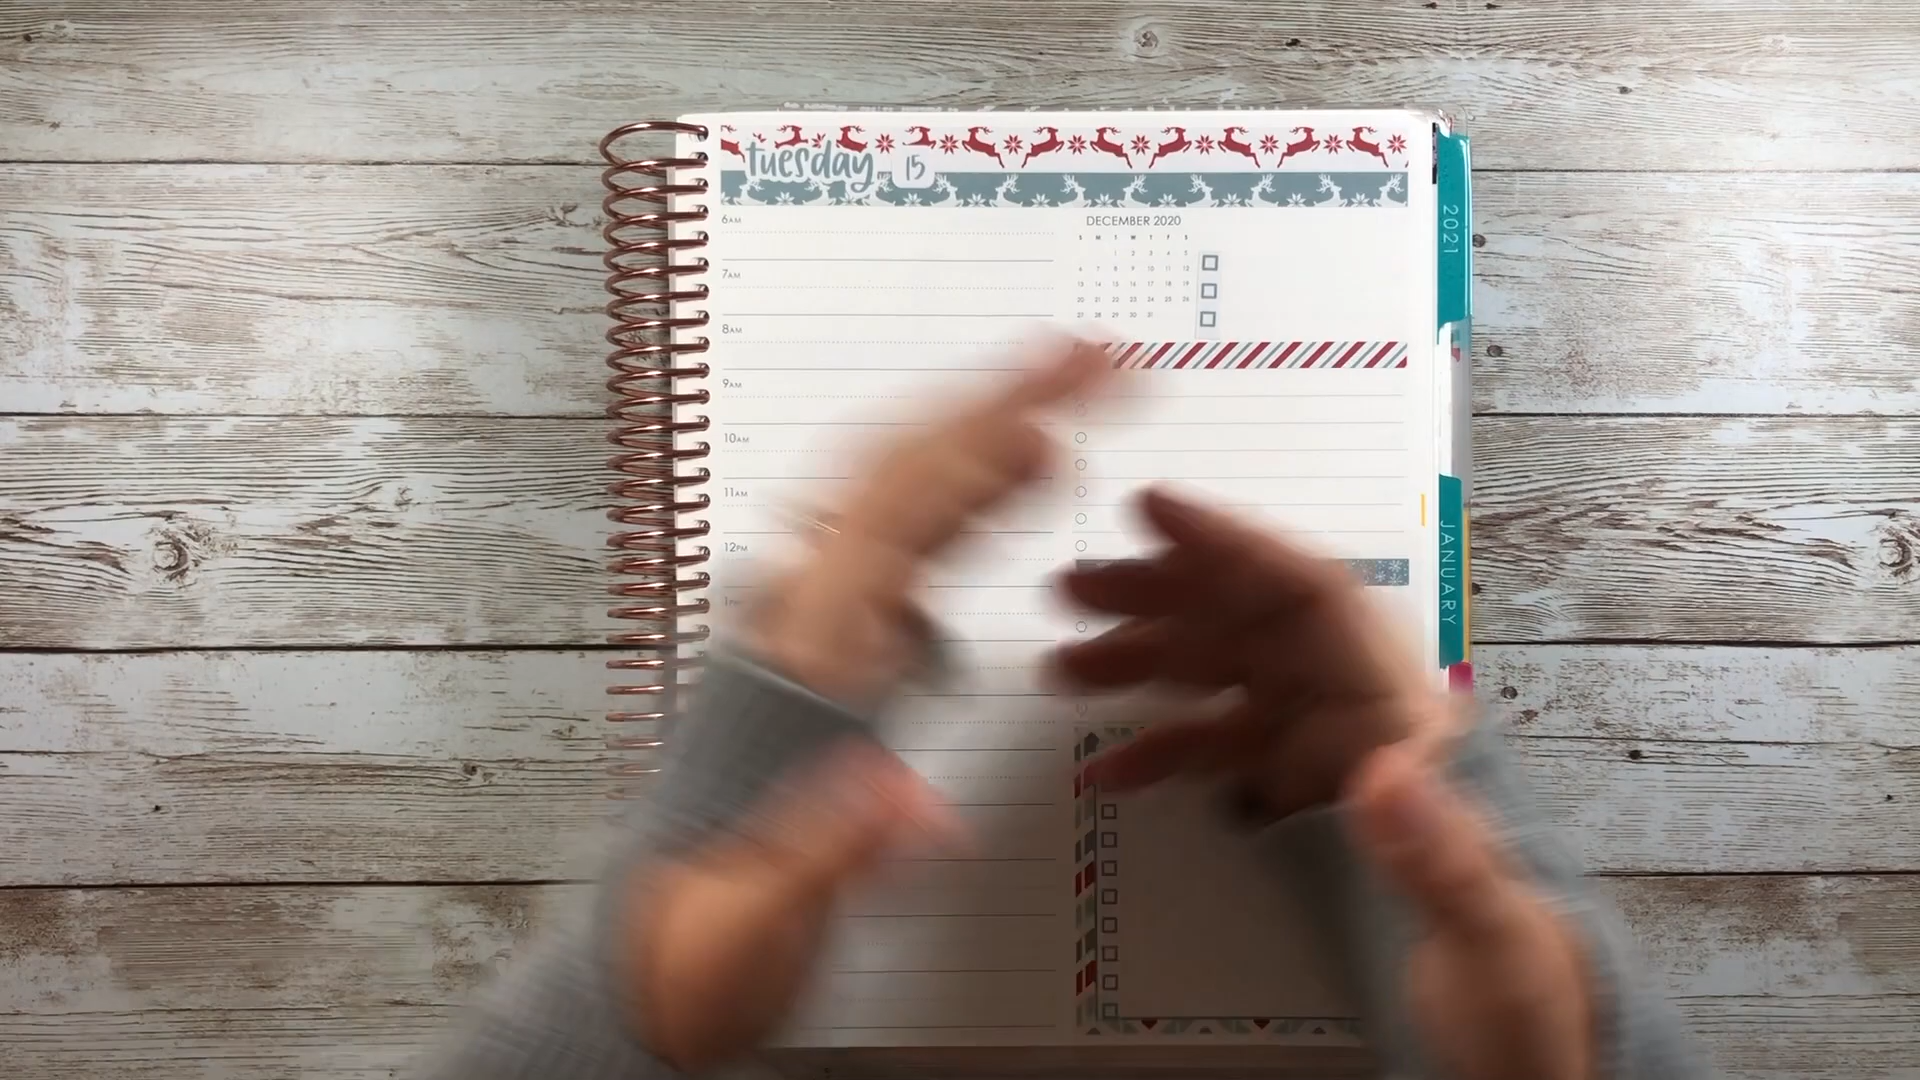 tuesday 15
6AM
7AM
8AM
9AM
10AM
11AM
12PM
1PM
DECEMBER 2020
S M T W T F S
1 2 3 4 5
6 7 8 9 10 11 12
13 14 15 16 17 18 19
20 21 22 23 24 25 26
27 28 29 30 31
2021
JANUARY